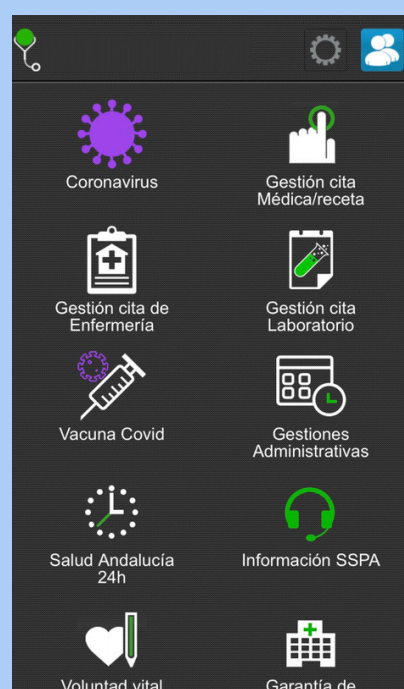 Coronavirus
Gestión cita
Médica/receta
Gestión cita de
Enfermería
Gestión cita
Laboratorio
Vacuna Covid
Gestiones
Administrativas
Salud Andalucía
24h
Información SSPA
Voluntad vital
Garantía de